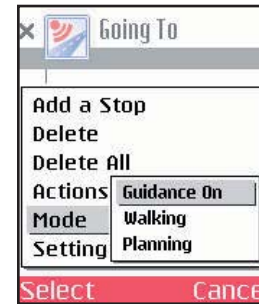 Going To
Add a Stop
Delete
Delete All
Actions
Mode
Setting
Guidance On
Walking
Planning
Select
Cance